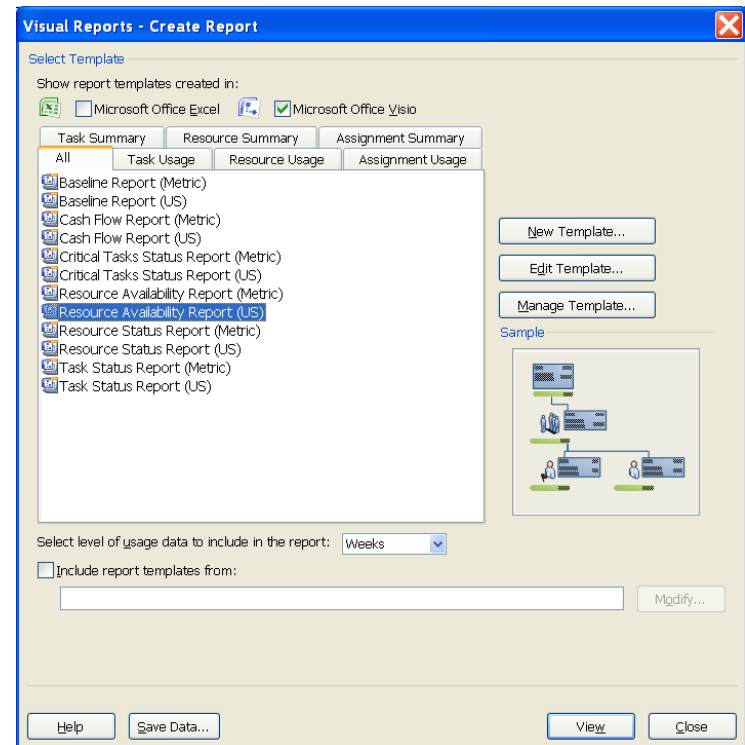 Visual Reports - Create Report
Select Template
Show report templates created in:
Microsoft Office Excel Microsoft Office Visio
Task Summary Resource Summary Assignment Summary
All Task Usage Resource Usage Assignment Usage
Baseline Report (Metric)
Baseline Report (US)
Cash Flow Report (Metric)
Cash Flow Report (US)
Critical Tasks Status Report (Metric)
Critical Tasks Status Report (US)
Resource Availability Report (Metric)
Resource Availability Report (US)
Resource Status Report (Metric)
Resource Status Report (US)
Task Status Report (Metric)
Task Status Report (US)
New Template...
Edit Template...
Manage Template...
Sample
Select level of usage data to include in the report: Weeks
Include report templates from:
Modify...
Help Save Data... View Close